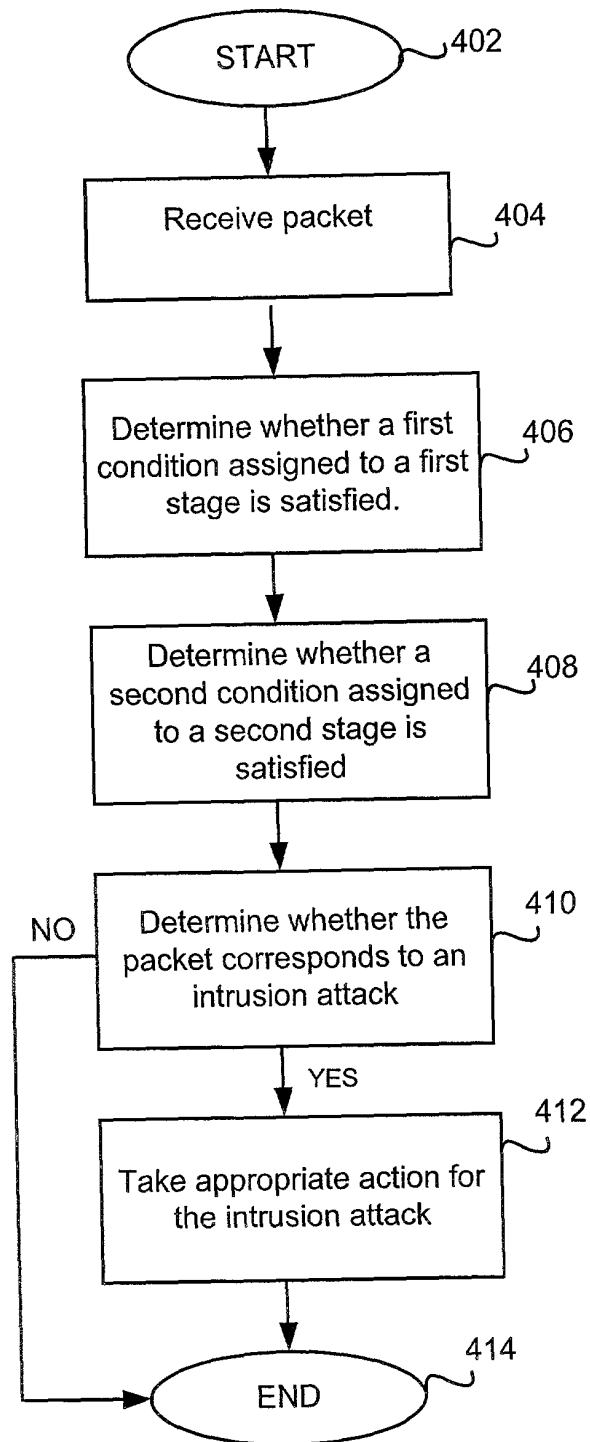 START
402
Receive packet
404
Determine whether a first
condition assigned to a first
stage is satisfied.
406
Determine whether a
second condition assigned
to a second stage is
satisfied
408
NO
Determine whether the
packet corresponds to an
intrusion attack
410
YES
412
Take appropriate action for
the intrusion attack
414
END